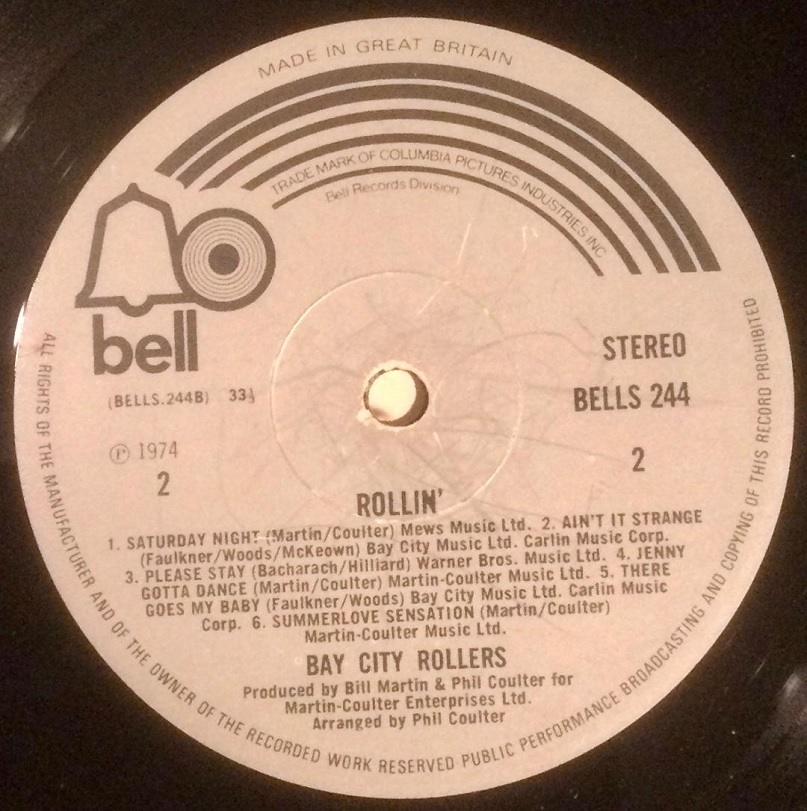 MADE IN GREAT BRITAIN
TRADE MARK OF COLUMBIA PICTURES INDUSTRIES INC
Bell Records Division
bell
STEREO
(BELLS.244B) 33⅓
BELLS 244
℗ 1974
2
2
ROLLIN'
1. SATURDAY NIGHT (Martin/Coulter) Mews Music Ltd. 2. AIN'T IT STRANGE
(Faulkner/Woods/McKeown) Bay City Music Ltd. Carlin Music Corp.
3. PLEASE STAY (Bacharach/Hilliard) Warner Bros. Music Ltd. 4. JENNY
GOTTA DANCE (Martin/Coulter) Martin-Coulter Music Ltd. 5. THERE
GOES MY BABY (Faulkner/Woods) Bay City Music Ltd. Carlin Music
Corp. 6. SUMMERLOVE SENSATION (Martin/Coulter)
Martin-Coulter Music Ltd.
BAY CITY ROLLERS
Produced by Bill Martin & Phil Coulter for
Martin-Coulter Enterprises Ltd.
Arranged by Phil Coulter
ALL RIGHTS OF THE MANUFACTURER AND OF THE OWNER OF THE RECORDED WORK RESERVED PUBLIC PERFORMANCE BROADCASTING AND COPYING OF THIS RECORD PROHIBITED